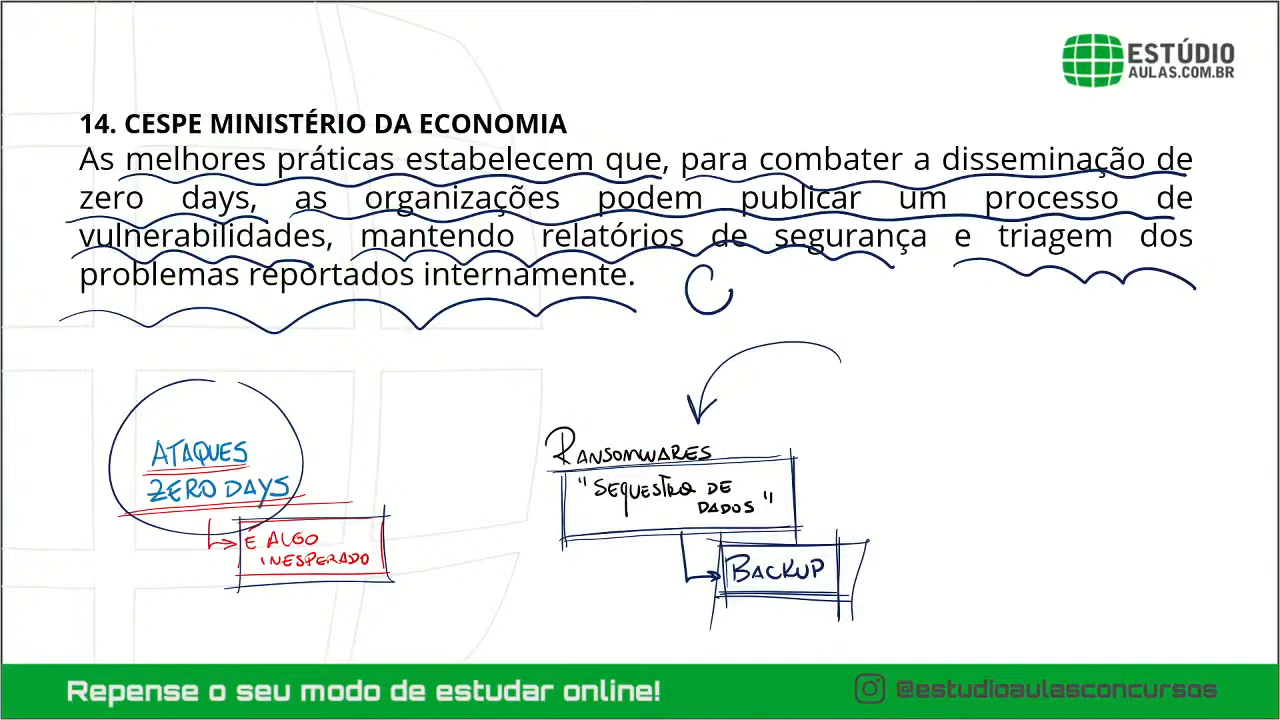 ESTÚDIO
AULAS.COM.BR
14. CESPE MINISTÉRIO DA ECONOMIA
As melhores práticas estabelecem que, para combater a disseminação de
zero days, as organizações podem publicar um processo de
vulnerabilidades, mantendo relatórios de segurança e triagem dos
problemas reportados internamente.
C
ATAQUES
ZERO DAYS
É ALGO
INESPERADO
RANSOMWARES
"SEQUESTRO DE
DADOS"
BACKUP
Repense o seu modo de estudar online!
@estudioaulasconcursos